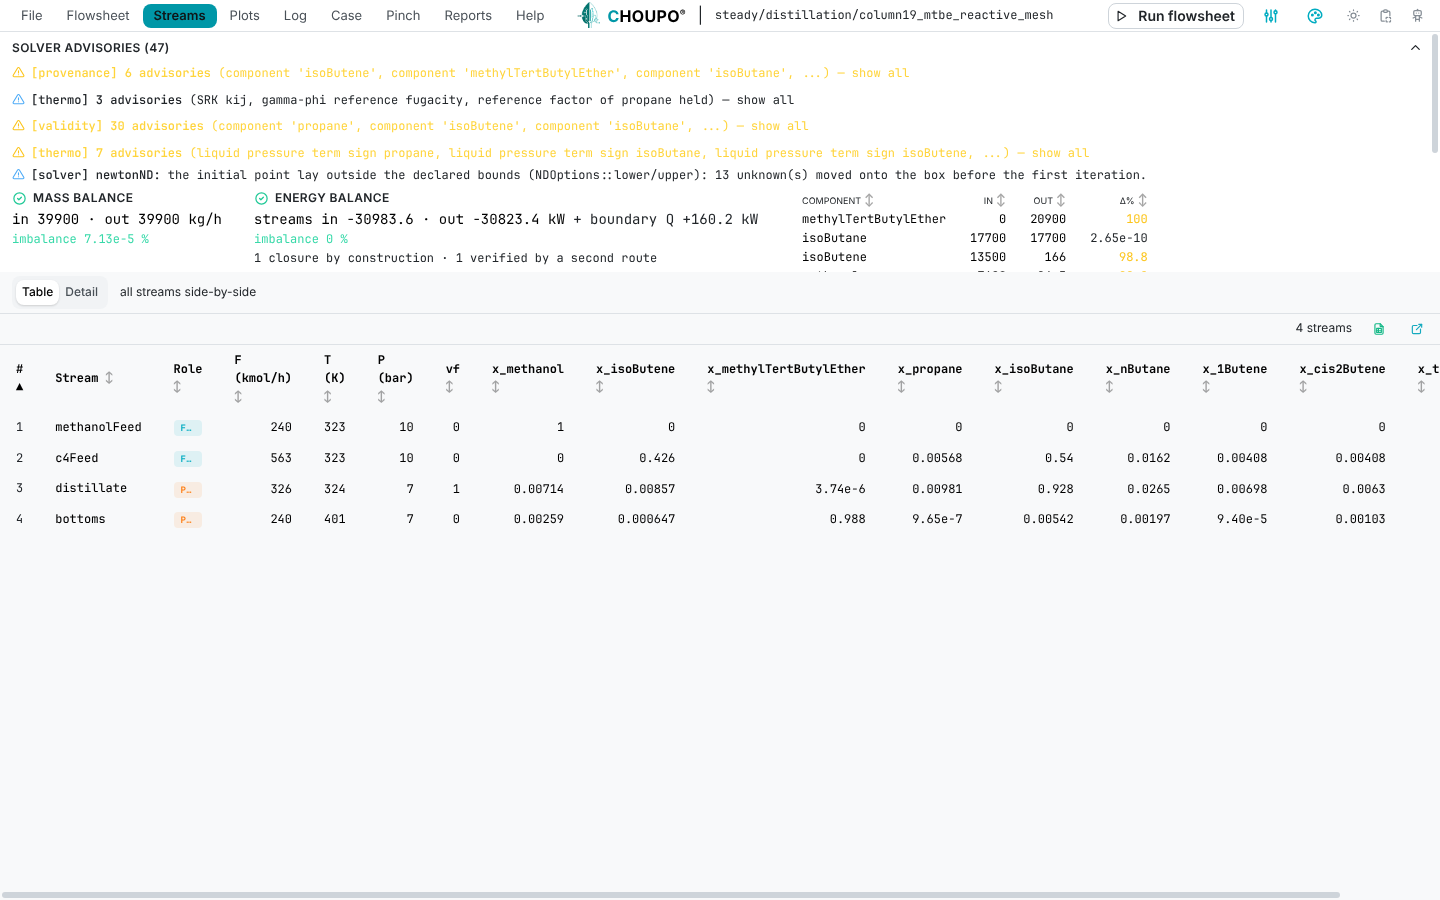 File Flowsheet Streams Plots Log Case Pinch Reports Help CHOUPO® steady/distillation/column19_mtbe_reactive_mesh Run flowsheet
SOLVER ADVISORIES (47)
[provenance] 6 advisories (component 'isoButene', component 'methylTertButylEther', component 'isoButane', ...) — show all
[thermo] 3 advisories (SRK kij, gamma-phi reference fugacity, reference factor of propane held) — show all
[validity] 30 advisories (component 'propane', component 'isoButene', component 'isoButane', ...) — show all
[thermo] 7 advisories (liquid pressure term sign propane, liquid pressure term sign isoButane, liquid pressure term sign isoButene, ...) — show all
[solver] newtonND: the initial point lay outside the declared bounds (NDOptions::lower/upper): 13 unknown(s) moved onto the box before the first iteration.
MASS BALANCE
in 39900 · out 39900 kg/h
imbalance 7.13e-5 %
ENERGY BALANCE
streams in -30983.6 · out -30823.4 kW + boundary Q +160.2 kW
imbalance 0 %
1 closure by construction · 1 verified by a second route
COMPONENT IN OUT Δ%
methylTertButylEther 0 20900 100
isoButane 17700 17700 2.65e-10
isoButene 13500 166 98.8
Table Detail all streams side-by-side
4 streams
# ▲ Stream Role F (kmol/h) T (K) P (bar) vf x_methanol x_isoButene x_methylTertButylEther x_propane x_isoButane x_nButane x_1Butene x_cis2Butene x_t
1 methanolFeed F… 240 323 10 0 1 0 0 0 0 0 0 0
2 c4Feed F… 563 323 10 0 0 0.426 0 0.00568 0.54 0.0162 0.00408 0.00408
3 distillate P… 326 324 7 1 0.00714 0.00857 3.74e-6 0.00981 0.928 0.0265 0.00698 0.0063
4 bottoms P… 240 401 7 0 0.00259 0.000647 0.988 9.65e-7 0.00542 0.00197 9.40e-5 0.00103